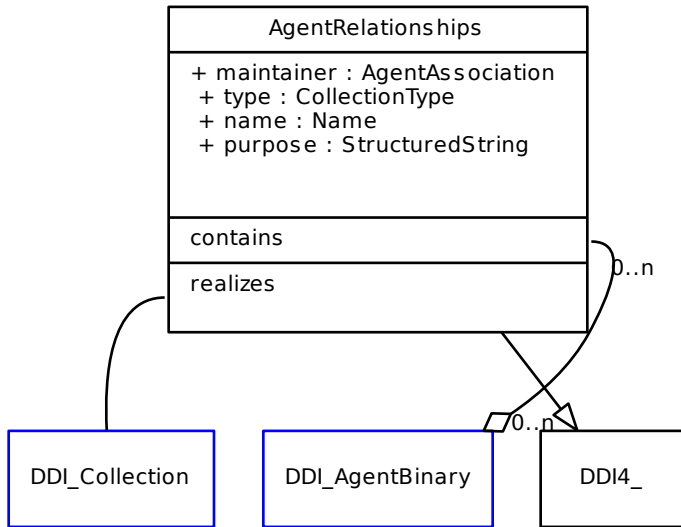 AgentRelationships
+ maintainer : AgentAssociation
+ type : CollectionType
+ name : Name
+ purpose : StructuredString
contains
0..n
realizes
0..n
DDI_Collection
DDI_AgentBinary
DDI4_